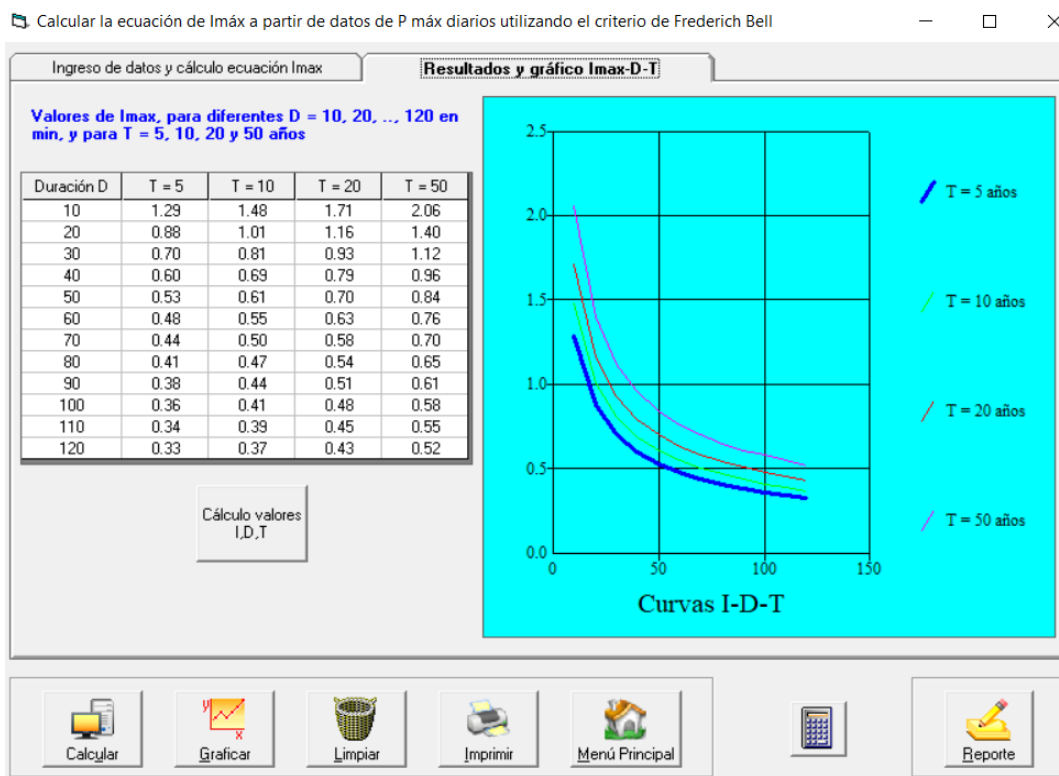 Calcular la ecuación de Imáx a partir de datos de P máx diarios utilizando el criterio de Frederich Bell
Ingreso de datos y cálculo ecuación Imax
Resultados y gráfico Imax-D-T
Valores de Imax, para diferentes D = 10, 20, .., 120 en
min, y para T = 5, 10, 20 y 50 años
Duración D T = 5 T = 10 T = 20 T = 50
10 1.29 1.48 1.71 2.06
20 0.88 1.01 1.16 1.40
30 0.70 0.81 0.93 1.12
40 0.60 0.69 0.79 0.96
50 0.53 0.61 0.70 0.84
60 0.48 0.55 0.63 0.76
70 0.44 0.50 0.58 0.70
80 0.41 0.47 0.54 0.65
90 0.38 0.44 0.51 0.61
100 0.36 0.41 0.48 0.58
110 0.34 0.39 0.45 0.55
120 0.33 0.37 0.43 0.52
Cálculo valores
I,D,T
2.5
2.0
1.5
1.0
0.5
0.0
0 50 100 150
Curvas I-D-T
T = 5 años
T = 10 años
T = 20 años
T = 50 años
y
x
Calcular
Graficar
Limpiar
Imprimir
Menú Principal
Reporte